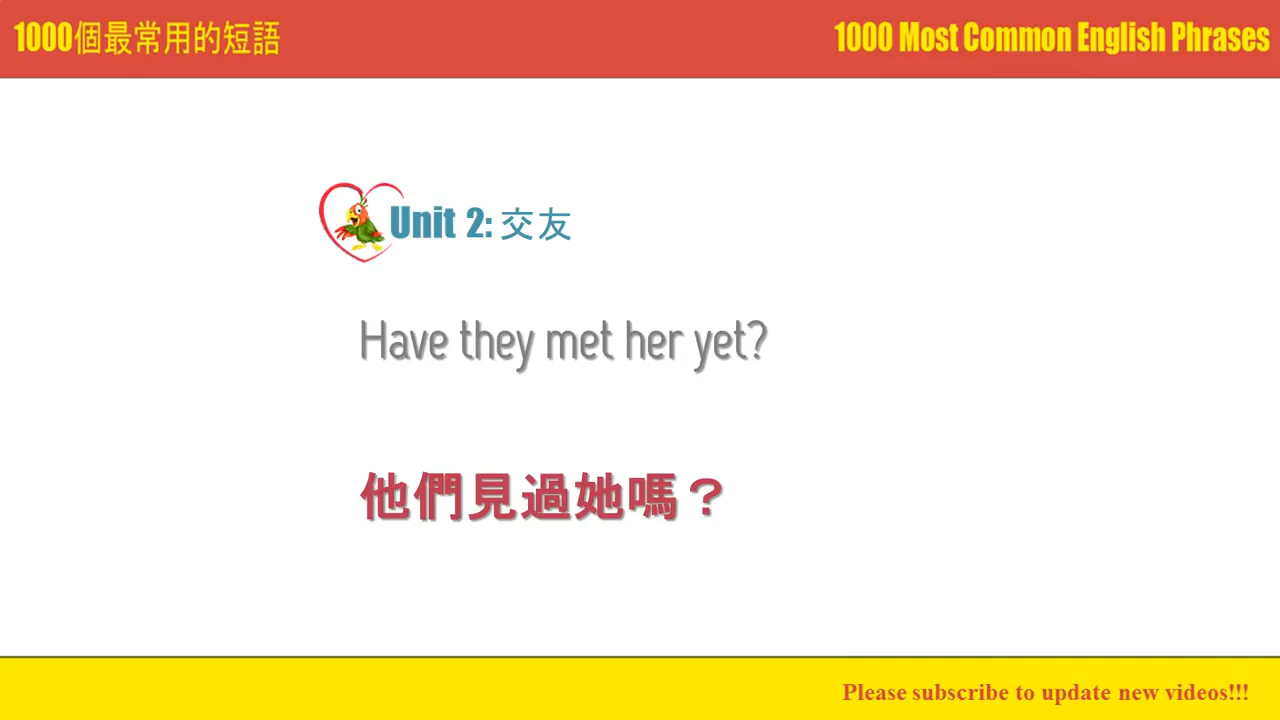 1000個最常用的短語
1000 Most Common English Phrases
Unit 2: 交友
Have they met her yet?
他們見過她嗎？
Please subscribe to update new videos!!!